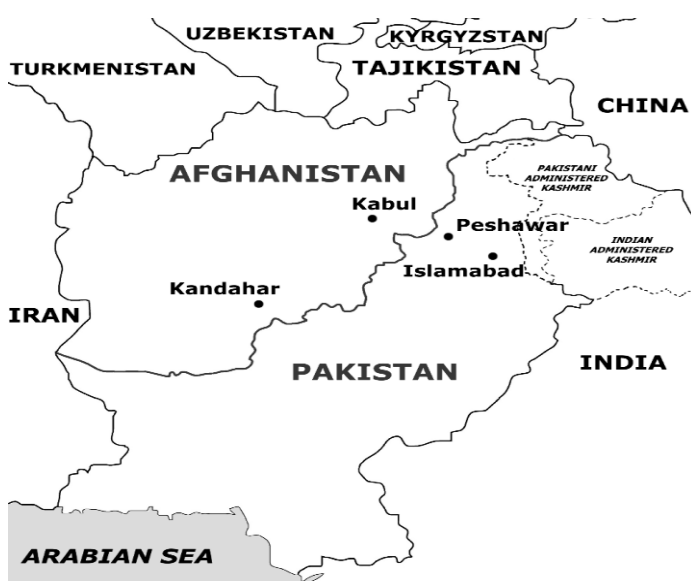 UZBEKISTAN
KYRGYZSTAN
TURKMENISTAN
TAJIKISTAN
CHINA
AFGHANISTAN
PAKISTANI
ADMINISTERED
KASHMIR
Kabul
Peshawar
INDIAN
ADMINISTERED
KASHMIR
Islamabad
Kandahar
IRAN
PAKISTAN
INDIA
ARABIAN SEA